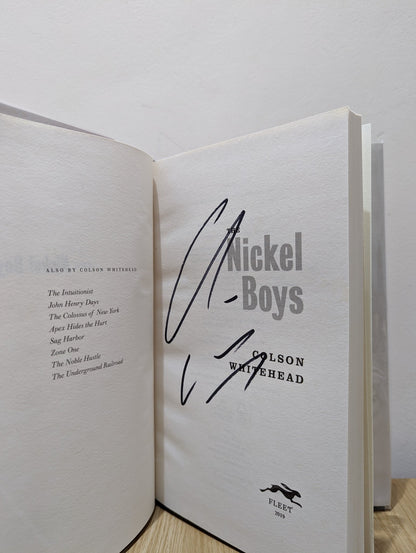 ALSO BY COLSON WHITEHEAD
The Intuitionist
John Henry Days
The Colossus of New York
Apex Hides the Hurt
Sag Harbor
Zone One
The Noble Hustle
The Underground Railroad
THE
Nickel
Boys
COLSON
WHITEHEAD
FLEET
2019